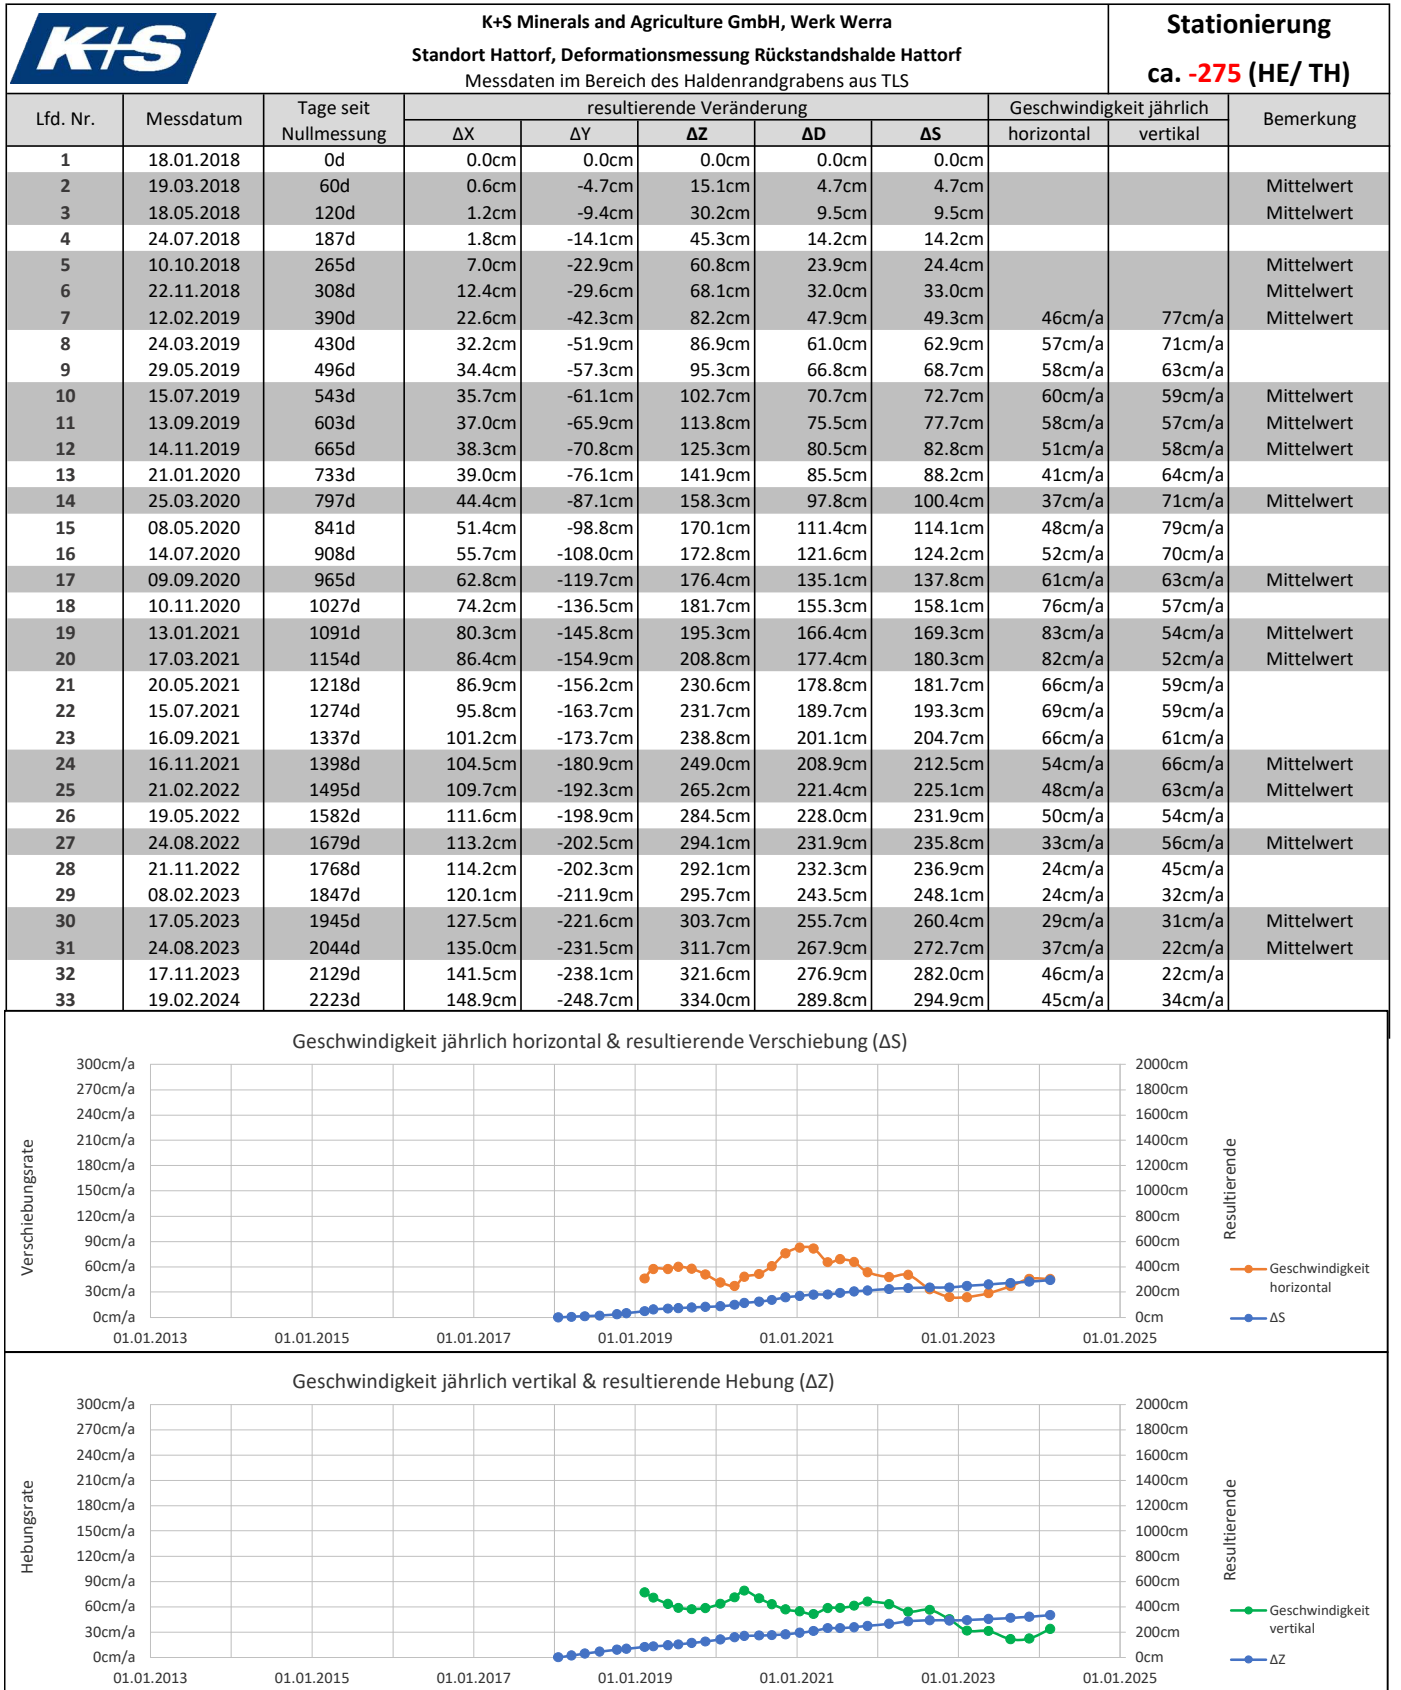 K+S
K+S Minerals and Agriculture GmbH, Werk Werra
Standort Hattorf, Deformationsmessung Rückstandshalde Hattorf
Messdaten im Bereich des Haldenrandgrabens aus TLS
Stationierung
ca. -275 (HE/ TH)
Lfd. Nr. Messdatum Tage seit Nullmessung resultierende Veränderung Geschwindigkeit jährlich Bemerkung
ΔX ΔY ΔZ ΔD ΔS horizontal vertikal
1 18.01.2018 0d 0.0cm 0.0cm 0.0cm 0.0cm 0.0cm
2 19.03.2018 60d 0.6cm -4.7cm 15.1cm 4.7cm 4.7cm Mittelwert
3 18.05.2018 120d 1.2cm -9.4cm 30.2cm 9.5cm 9.5cm Mittelwert
4 24.07.2018 187d 1.8cm -14.1cm 45.3cm 14.2cm 14.2cm
5 10.10.2018 265d 7.0cm -22.9cm 60.8cm 23.9cm 24.4cm Mittelwert
6 22.11.2018 308d 12.4cm -29.6cm 68.1cm 32.0cm 33.0cm Mittelwert
7 12.02.2019 390d 22.6cm -42.3cm 82.2cm 47.9cm 49.3cm 46cm/a 77cm/a Mittelwert
8 24.03.2019 430d 32.2cm -51.9cm 86.9cm 61.0cm 62.9cm 57cm/a 71cm/a
9 29.05.2019 496d 34.4cm -57.3cm 95.3cm 66.8cm 68.7cm 58cm/a 63cm/a
10 15.07.2019 543d 35.7cm -61.1cm 102.7cm 70.7cm 72.7cm 60cm/a 59cm/a Mittelwert
11 13.09.2019 603d 37.0cm -65.9cm 113.8cm 75.5cm 77.7cm 58cm/a 57cm/a Mittelwert
12 14.11.2019 665d 38.3cm -70.8cm 125.3cm 80.5cm 82.8cm 51cm/a 58cm/a Mittelwert
13 21.01.2020 733d 39.0cm -76.1cm 141.9cm 85.5cm 88.2cm 41cm/a 64cm/a
14 25.03.2020 797d 44.4cm -87.1cm 158.3cm 97.8cm 100.4cm 37cm/a 71cm/a Mittelwert
15 08.05.2020 841d 51.4cm -98.8cm 170.1cm 111.4cm 114.1cm 48cm/a 79cm/a
16 14.07.2020 908d 55.7cm -108.0cm 172.8cm 121.6cm 124.2cm 52cm/a 70cm/a
17 09.09.2020 965d 62.8cm -119.7cm 176.4cm 135.1cm 137.8cm 61cm/a 63cm/a Mittelwert
18 10.11.2020 1027d 74.2cm -136.5cm 181.7cm 155.3cm 158.1cm 76cm/a 57cm/a
19 13.01.2021 1091d 80.3cm -145.8cm 195.3cm 166.4cm 169.3cm 83cm/a 54cm/a Mittelwert
20 17.03.2021 1154d 86.4cm -154.9cm 208.8cm 177.4cm 180.3cm 82cm/a 52cm/a Mittelwert
21 20.05.2021 1218d 86.9cm -156.2cm 230.6cm 178.8cm 181.7cm 66cm/a 59cm/a
22 15.07.2021 1274d 95.8cm -163.7cm 231.7cm 189.7cm 193.3cm 69cm/a 59cm/a
23 16.09.2021 1337d 101.2cm -173.7cm 238.8cm 201.1cm 204.7cm 66cm/a 61cm/a
24 16.11.2021 1398d 104.5cm -180.9cm 249.0cm 208.9cm 212.5cm 54cm/a 66cm/a Mittelwert
25 21.02.2022 1495d 109.7cm -192.3cm 265.2cm 221.4cm 225.1cm 48cm/a 63cm/a Mittelwert
26 19.05.2022 1582d 111.6cm -198.9cm 284.5cm 228.0cm 231.9cm 50cm/a 54cm/a
27 24.08.2022 1679d 113.2cm -202.5cm 294.1cm 231.9cm 235.8cm 33cm/a 56cm/a Mittelwert
28 21.11.2022 1768d 114.2cm -202.3cm 292.1cm 232.3cm 236.9cm 24cm/a 45cm/a
29 08.02.2023 1847d 120.1cm -211.9cm 295.7cm 243.5cm 248.1cm 24cm/a 32cm/a
30 17.05.2023 1945d 127.5cm -221.6cm 303.7cm 255.7cm 260.4cm 29cm/a 31cm/a Mittelwert
31 24.08.2023 2044d 135.0cm -231.5cm 311.7cm 267.9cm 272.7cm 37cm/a 22cm/a Mittelwert
32 17.11.2023 2129d 141.5cm -238.1cm 321.6cm 276.9cm 282.0cm 46cm/a 22cm/a
33 19.02.2024 2223d 148.9cm -248.7cm 334.0cm 289.8cm 294.9cm 45cm/a 34cm/a
Geschwindigkeit jährlich horizontal & resultierende Verschiebung (ΔS)
300cm/a 2000cm
270cm/a 1800cm
240cm/a 1600cm
210cm/a 1400cm
180cm/a 1200cm
150cm/a 1000cm
120cm/a 800cm
90cm/a 600cm
60cm/a 400cm
30cm/a 200cm
0cm/a 0cm
Verschiebungsrate
Resultierende
Geschwindigkeit
horizontal
ΔS
01.01.2013 01.01.2015 01.01.2017 01.01.2019 01.01.2021 01.01.2023 01.01.2025
Geschwindigkeit jährlich vertikal & resultierende Hebung (ΔZ)
300cm/a 2000cm
270cm/a 1800cm
240cm/a 1600cm
210cm/a 1400cm
180cm/a 1200cm
150cm/a 1000cm
120cm/a 800cm
90cm/a 600cm
60cm/a 400cm
30cm/a 200cm
0cm/a 0cm
Hebungsrate
Resultierende
Geschwindigkeit
vertikal
ΔZ
01.01.2013 01.01.2015 01.01.2017 01.01.2019 01.01.2021 01.01.2023 01.01.2025